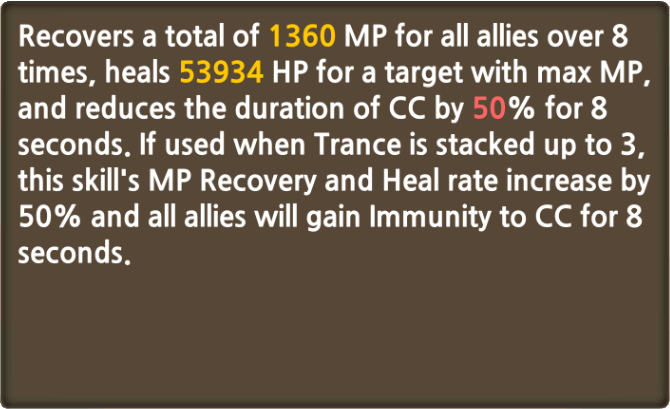 Recovers a total of 1360 MP for all allies over 8
times, heals 53934 HP for a target with max MP,
and reduces the duration of CC by 50% for 8
seconds. If used when Trance is stacked up to 3,
this skill's MP Recovery and Heal rate increase by
50% and all allies will gain Immunity to CC for 8
seconds.